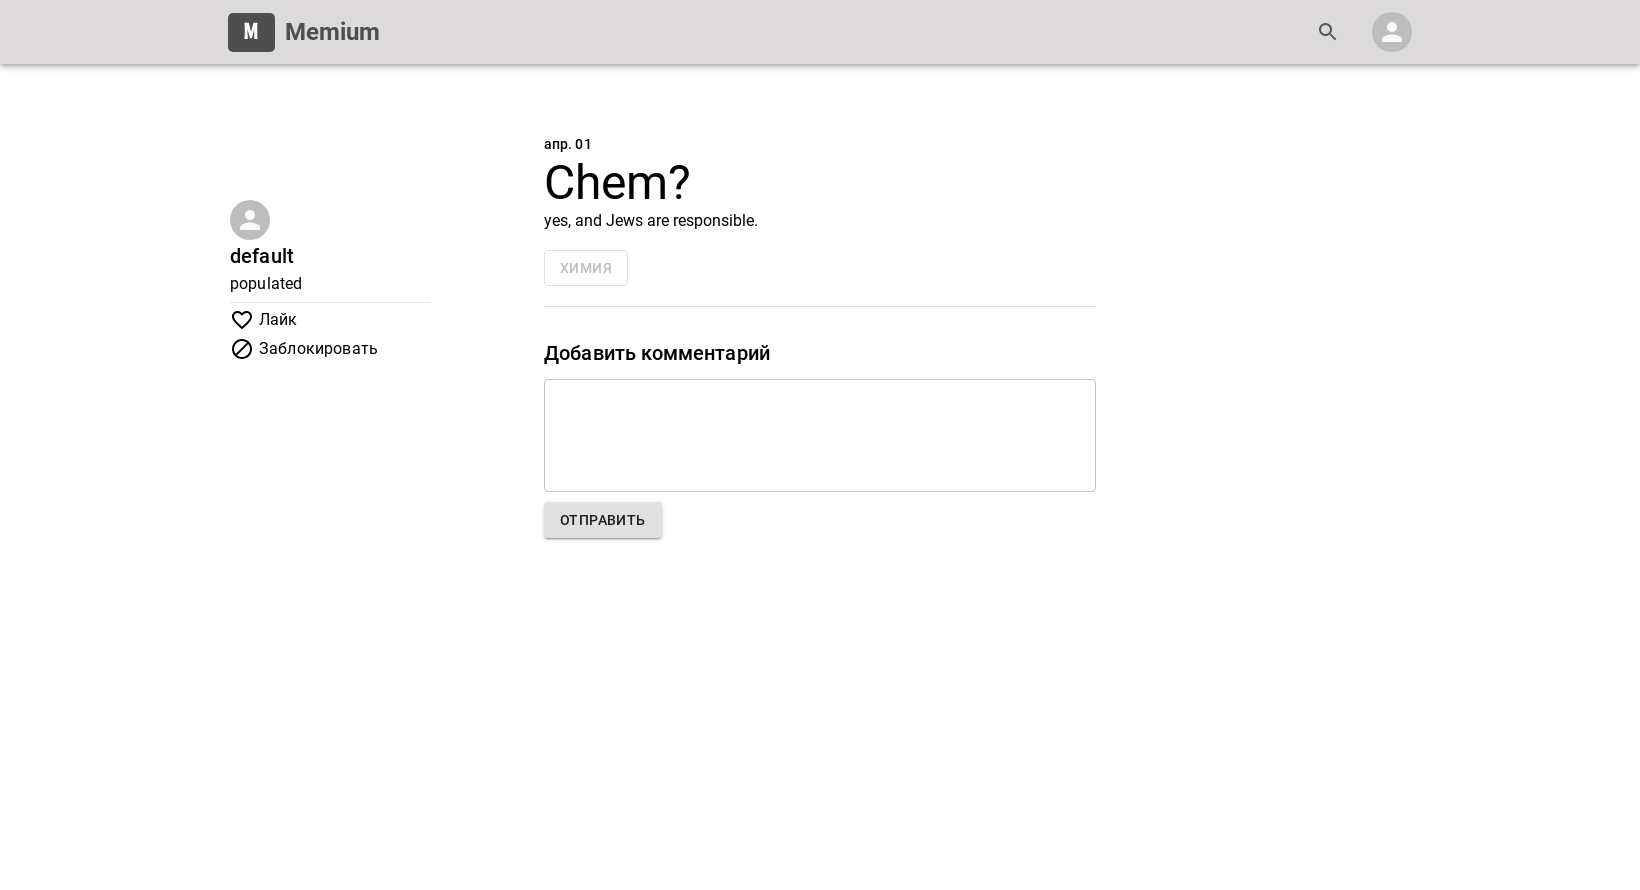 M Memium
апр. 01
Chem?
yes, and Jews are responsible.
ХИМИЯ
default
populated
Лайк
Заблокировать
Добавить комментарий
ОТПРАВИТЬ